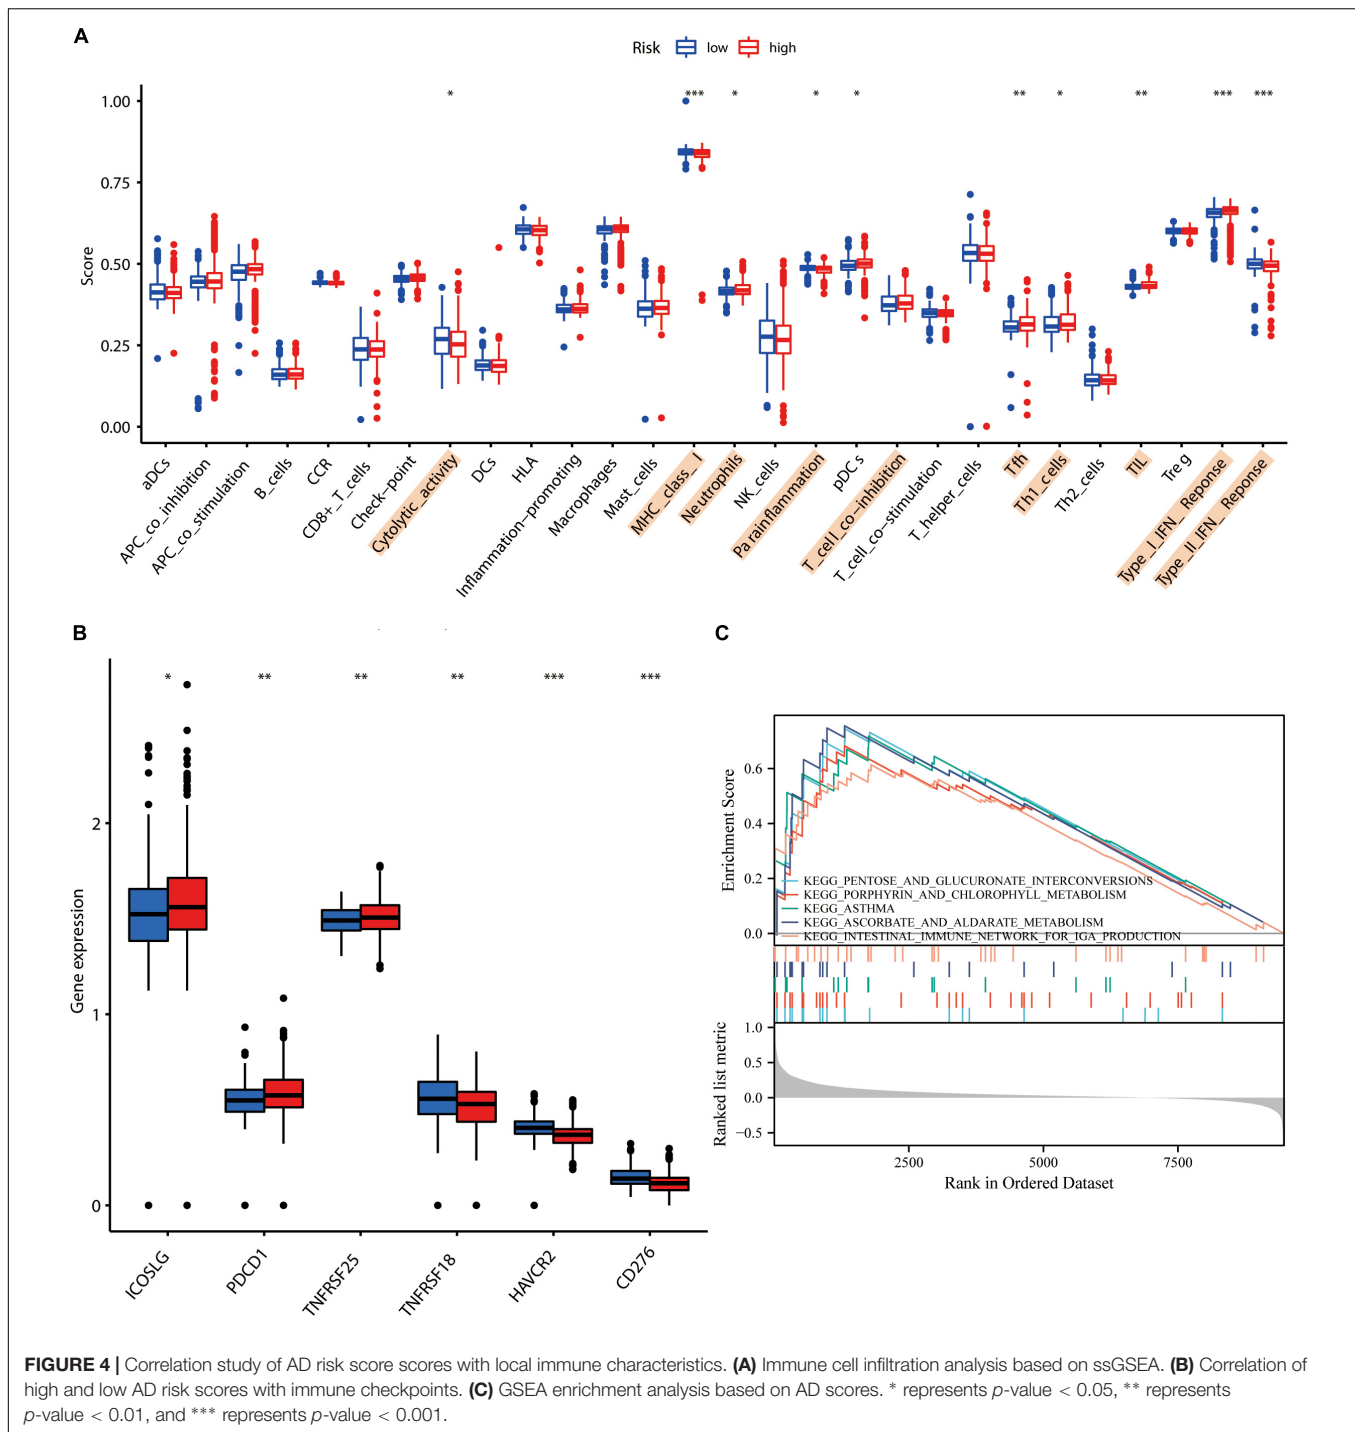 A
Risk low high
* *** * * * ** * ** *** ***
1.00
0.75
0.50
0.25
0.00
Score
aDCs
APC_co_inhibition
APC_co_stimulation
B_cells
CCR
CD8+_T_cells
Check-point
Cytolytic_activity
DCs
HLA
Inflammation-promoting
Macrophages
Mast_cells
MHC_class_I
Neutrophils
NK_cells
Parainflammation
pDCs
T_cell_co-inhibition
T_cell_co-stimulation
T_helper_cells
Tfh
Th1_cells
Th2_cells
TIL
Treg
Type_I_IFN_Reponse
Type_II_IFN_Reponse
B
* ** ** ** *** ***
2
1
0
Gene expression
ICOSLG
PDCD1
TNFRSF25
TNFRSF18
HAVCR2
CD276
C
0.6
0.4
0.2
0.0
Enrichment Score
KEGG_PENTOSE_AND_GLUCURONATE_INTERCONVERSIONS
KEGG_PORPHYRIN_AND_CHLOROPHYLL_METABOLISM
KEGG_ASTHMA
KEGG_ASCORBATE_AND_ALDARATE_METABOLISM
KEGG_INTESTINAL_IMMUNE_NETWORK_FOR_IGA_PRODUCTION
1.0
0.5
0.0
−0.5
Ranked list metric
2500 5000 7500
Rank in Ordered Dataset
FIGURE 4 | Correlation study of AD risk score scores with local immune characteristics. (A) Immune cell infiltration analysis based on ssGSEA. (B) Correlation of
high and low AD risk scores with immune checkpoints. (C) GSEA enrichment analysis based on AD scores. * represents p-value < 0.05, ** represents
p-value < 0.01, and *** represents p-value < 0.001.